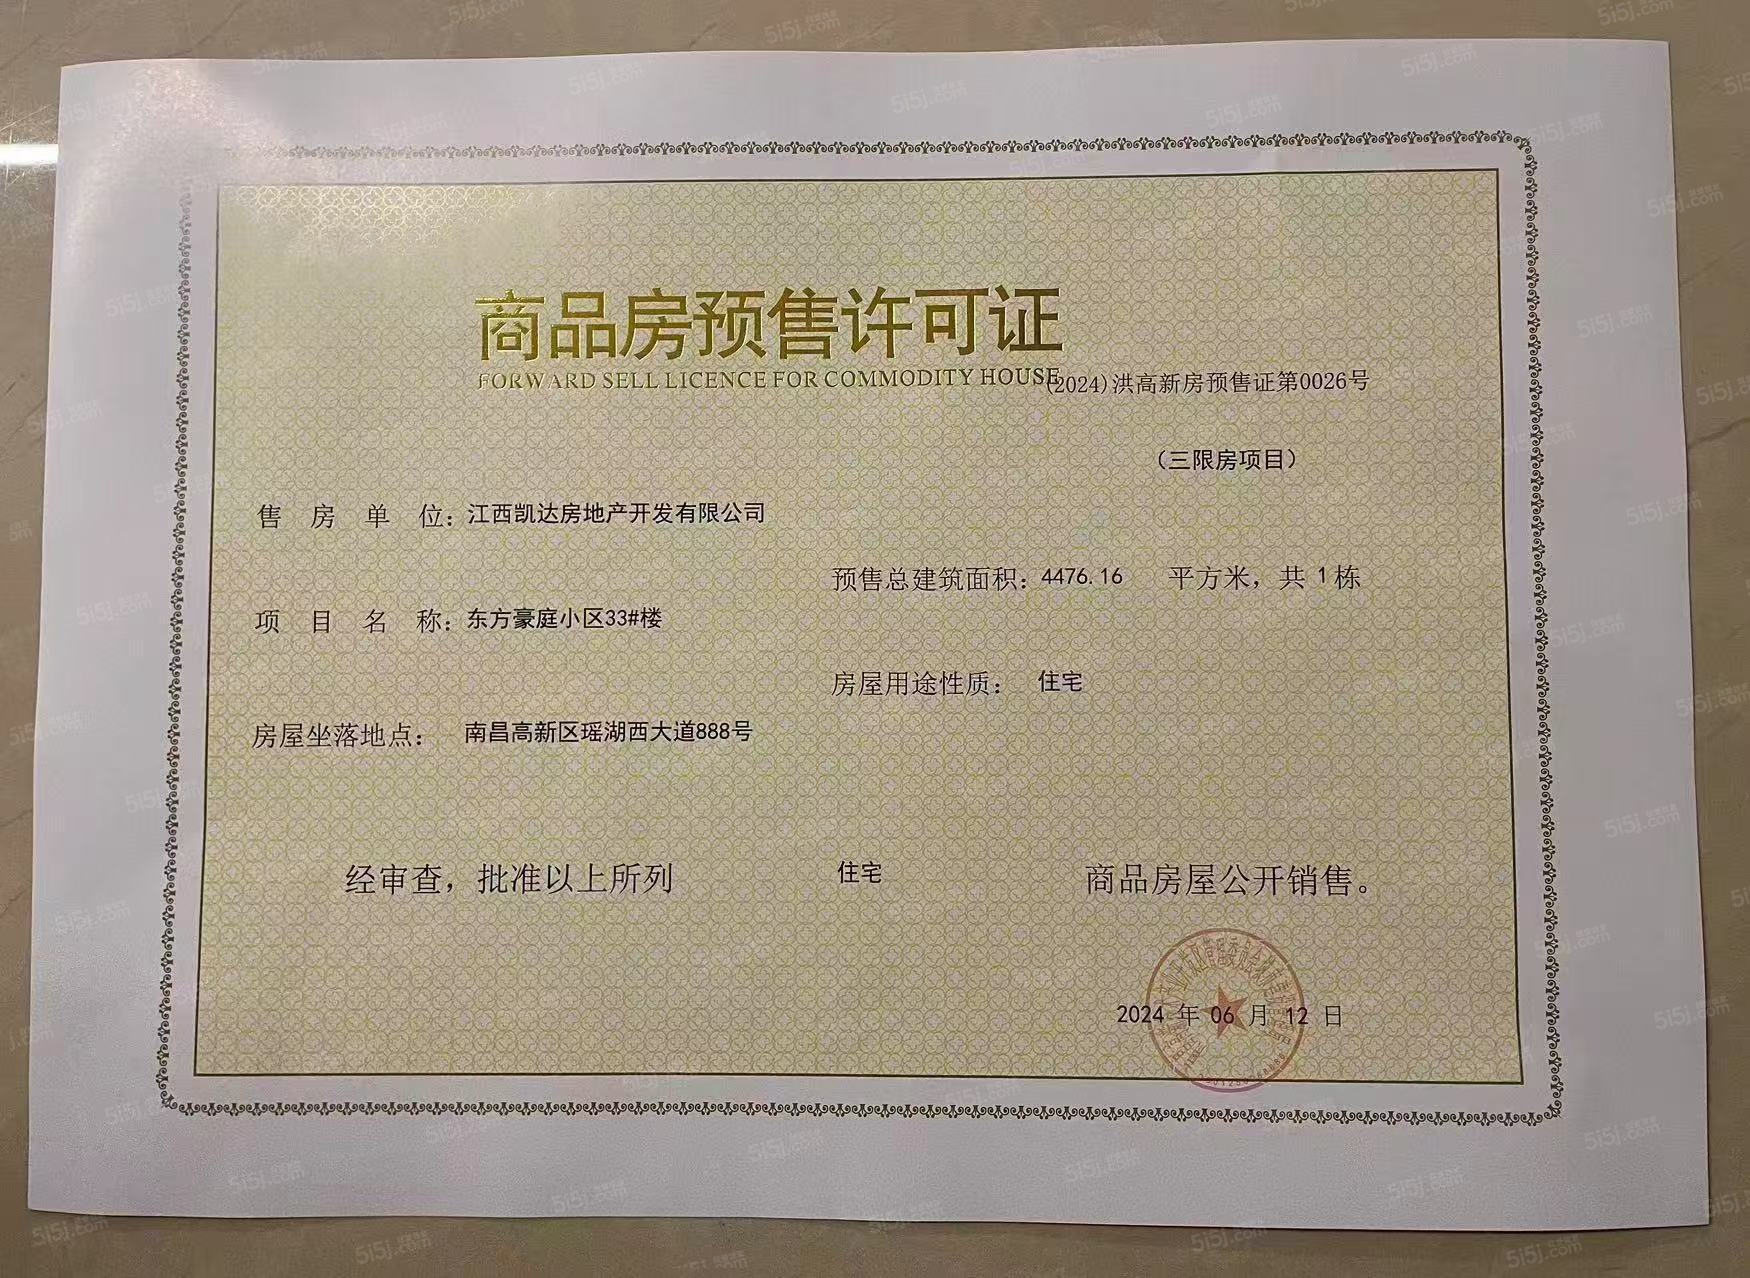 商品房预售许可证
FORWARD SELL LICENCE FOR COMMODITY HOUSE
(2024)洪高新房预售证第0026号
（三限房项目）
售房单位：江西凯达房地产开发有限公司
预售总建筑面积：4476.16 平方米，共 1 栋
项目名称：东方豪庭小区33#楼
房屋用途性质： 住宅
房屋坐落地点： 南昌高新区瑶湖西大道888号
经审查，批准以上所列 住宅 商品房屋公开销售。
2024 年 06 月 12 日
5i5j.com